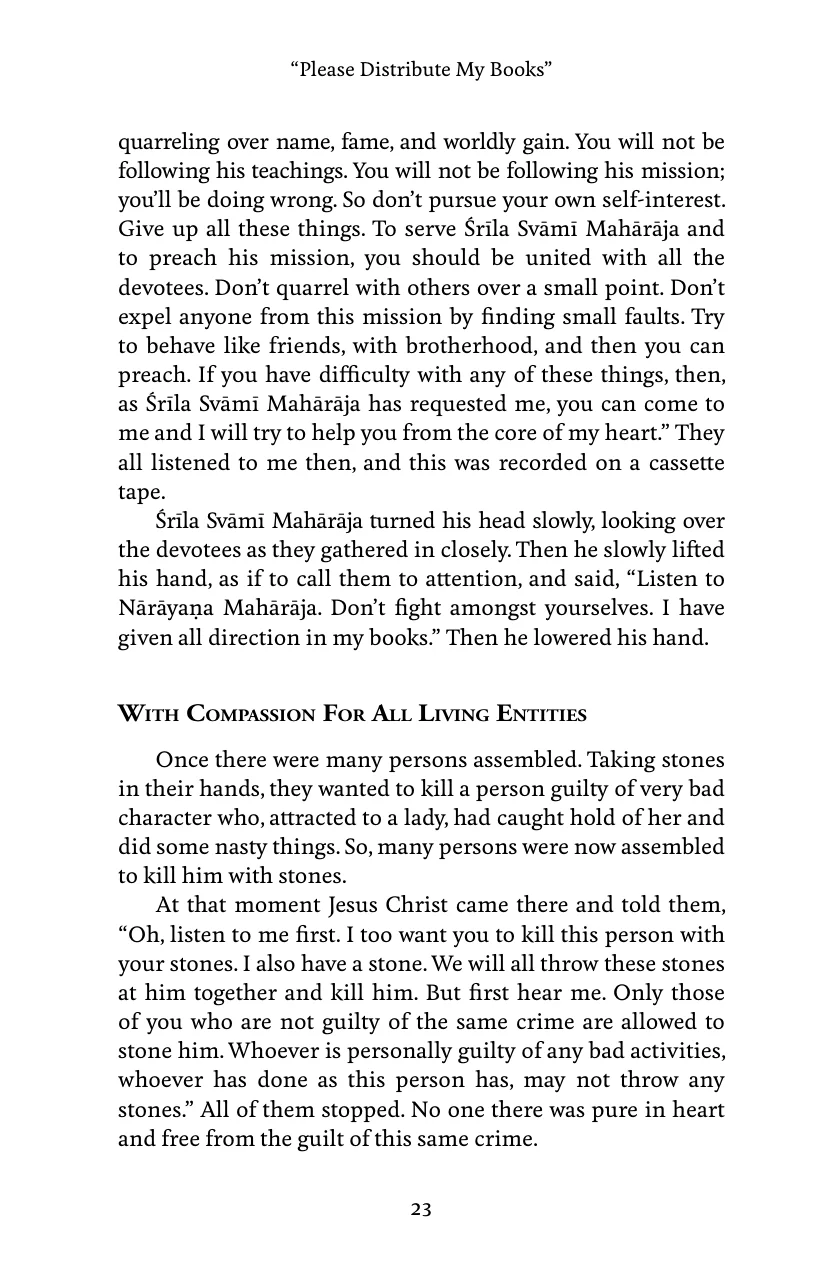 “Please Distribute My Books”
quarreling over name, fame, and worldly gain. You will not be
following his teachings. You will not be following his mission;
you’ll be doing wrong. So don’t pursue your own self-interest.
Give up all these things. To serve Śrīla Svāmī Mahārāja and
to preach his mission, you should be united with all the
devotees. Don’t quarrel with others over a small point. Don’t
expel anyone from this mission by finding small faults. Try
to behave like friends, with brotherhood, and then you can
preach. If you have difficulty with any of these things, then,
as Śrīla Svāmī Mahārāja has requested me, you can come to
me and I will try to help you from the core of my heart.” They
all listened to me then, and this was recorded on a cassette
tape.
Śrīla Svāmī Mahārāja turned his head slowly, looking over
the devotees as they gathered in closely. Then he slowly lifted
his hand, as if to call them to attention, and said, “Listen to
Nārāyaṇa Mahārāja. Don’t fight amongst yourselves. I have
given all direction in my books.” Then he lowered his hand.
With Compassion For All Living Entities
Once there were many persons assembled. Taking stones
in their hands, they wanted to kill a person guilty of very bad
character who, attracted to a lady, had caught hold of her and
did some nasty things. So, many persons were now assembled
to kill him with stones.
At that moment Jesus Christ came there and told them,
“Oh, listen to me first. I too want you to kill this person with
your stones. I also have a stone. We will all throw these stones
at him together and kill him. But first hear me. Only those
of you who are not guilty of the same crime are allowed to
stone him. Whoever is personally guilty of any bad activities,
whoever has done as this person has, may not throw any
stones.” All of them stopped. No one there was pure in heart
and free from the guilt of this same crime.
23